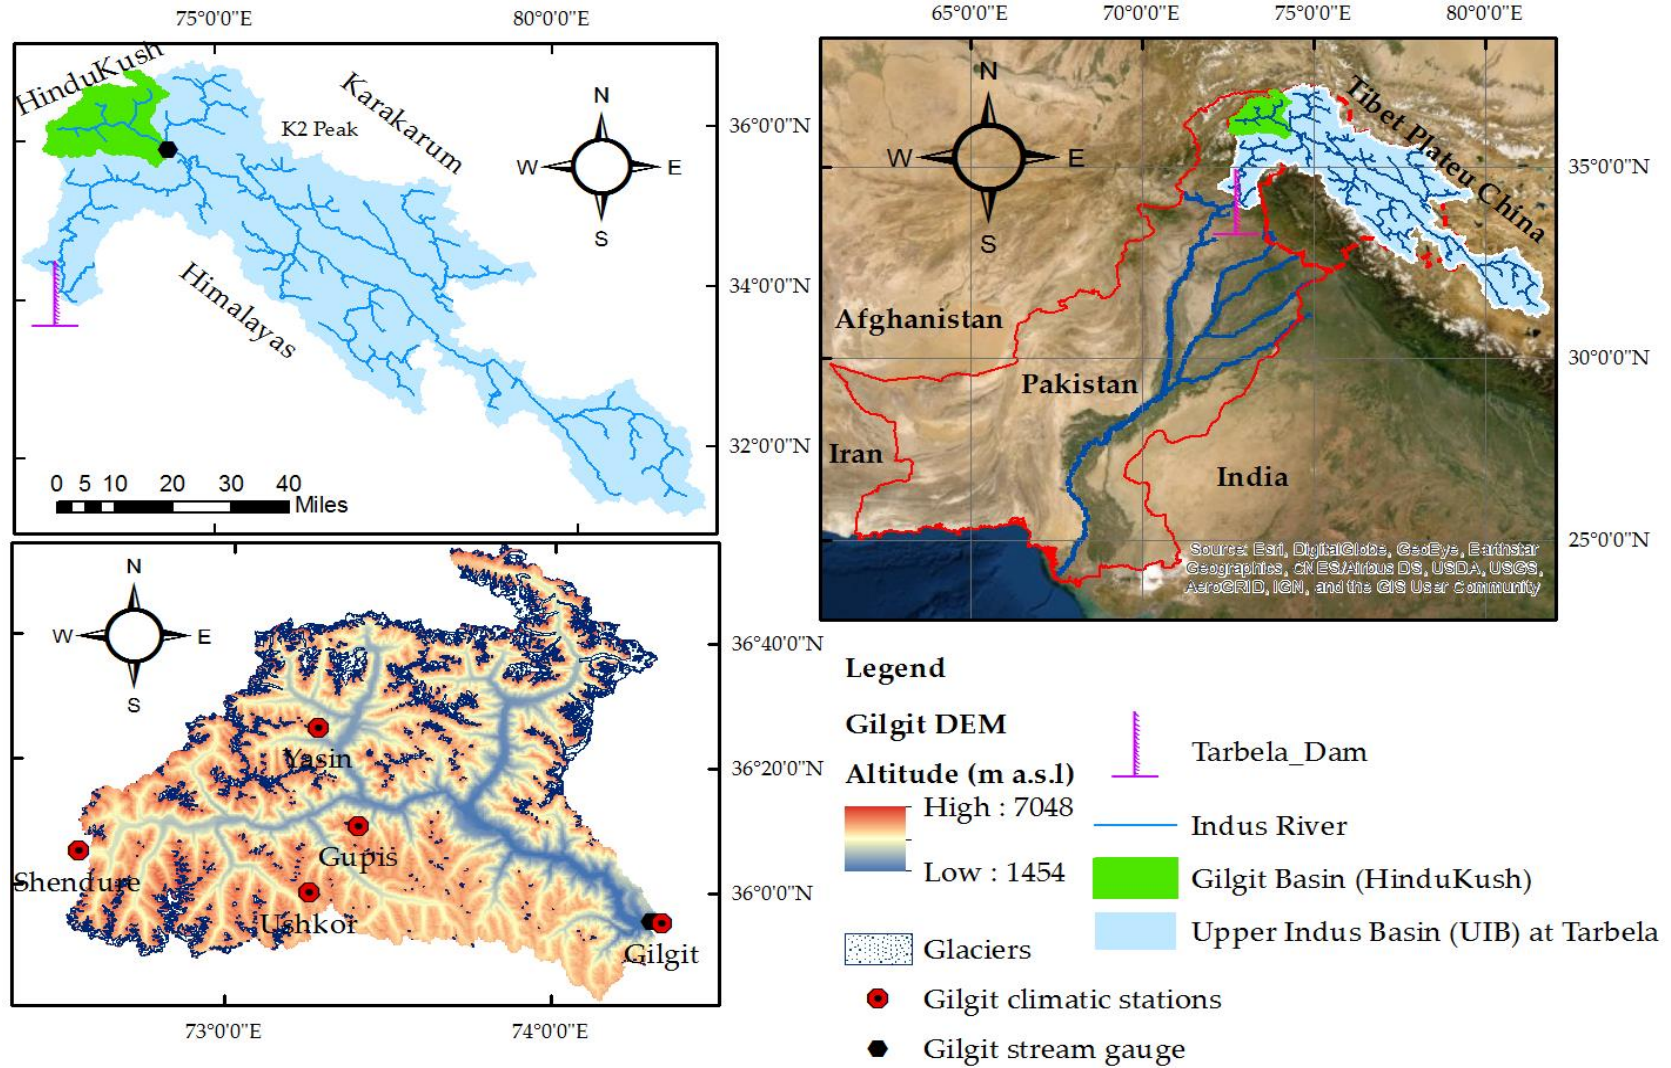 75°0'0"E 80°0'0"E
HinduKush
Karakarum
K2 Peak
N
W E
S
36°0'0"N
34°0'0"N
32°0'0"N
Himalayas
0 5 10 20 30 40
Miles
65°0'0"E 70°0'0"E 75°0'0"E 80°0'0"E
N
W E
S
Tibet Plateu China
35°0'0"N
30°0'0"N
25°0'0"N
Afghanistan
Pakistan
Iran
India
Source: Esri, DigitalGlobe, GeoEye, Earthstar
Geographics, CNES/Airbus DS, USDA, USGS,
AeroGRID, IGN, and the GIS User Community
N
W E
S
36°40'0"N
36°20'0"N
36°0'0"N
Yasin
Gupis
Shendure
Ushkor
Gilgit
73°0'0"E 74°0'0"E
Legend
Gilgit DEM
Altitude (m a.s.l)
High : 7048
Low : 1454
Glaciers
Gilgit climatic stations
Gilgit stream gauge
Tarbela_Dam
Indus River
Gilgit Basin (HinduKush)
Upper Indus Basin (UIB) at Tarbela